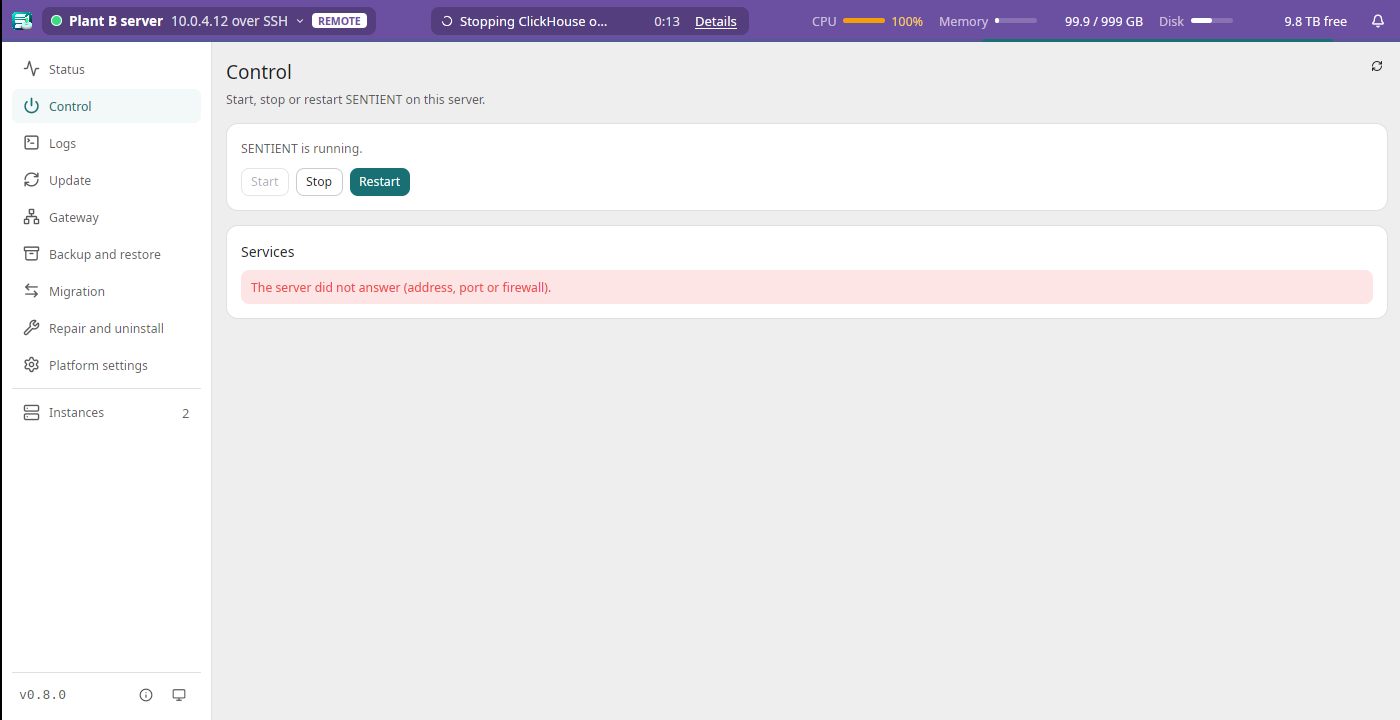 Plant B server 10.0.4.12 over SSH REMOTE Stopping ClickHouse o... 0:13 Details CPU 100% Memory 99.9 / 999 GB Disk 9.8 TB free
Status
Control
Logs
Update
Gateway
Backup and restore
Migration
Repair and uninstall
Platform settings
Instances 2
v0.8.0
Control
Start, stop or restart SENTIENT on this server.
SENTIENT is running.
Start Stop Restart
Services
The server did not answer (address, port or firewall).